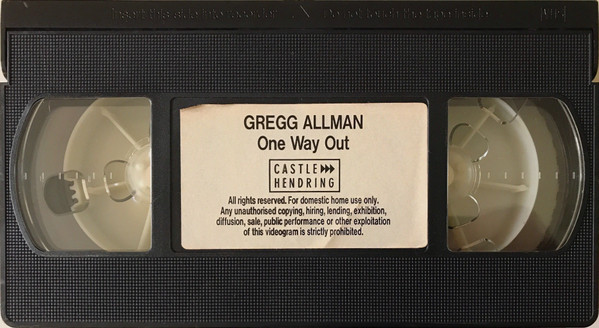 GREGG ALLMAN
One Way Out
CASTLE
HENDRING
All rights reserved. For domestic home use only.
Any unauthorised copying, hiring, lending, exhibition,
diffusion, sale, public performance or other exploitation
of this videogram is strictly prohibited.